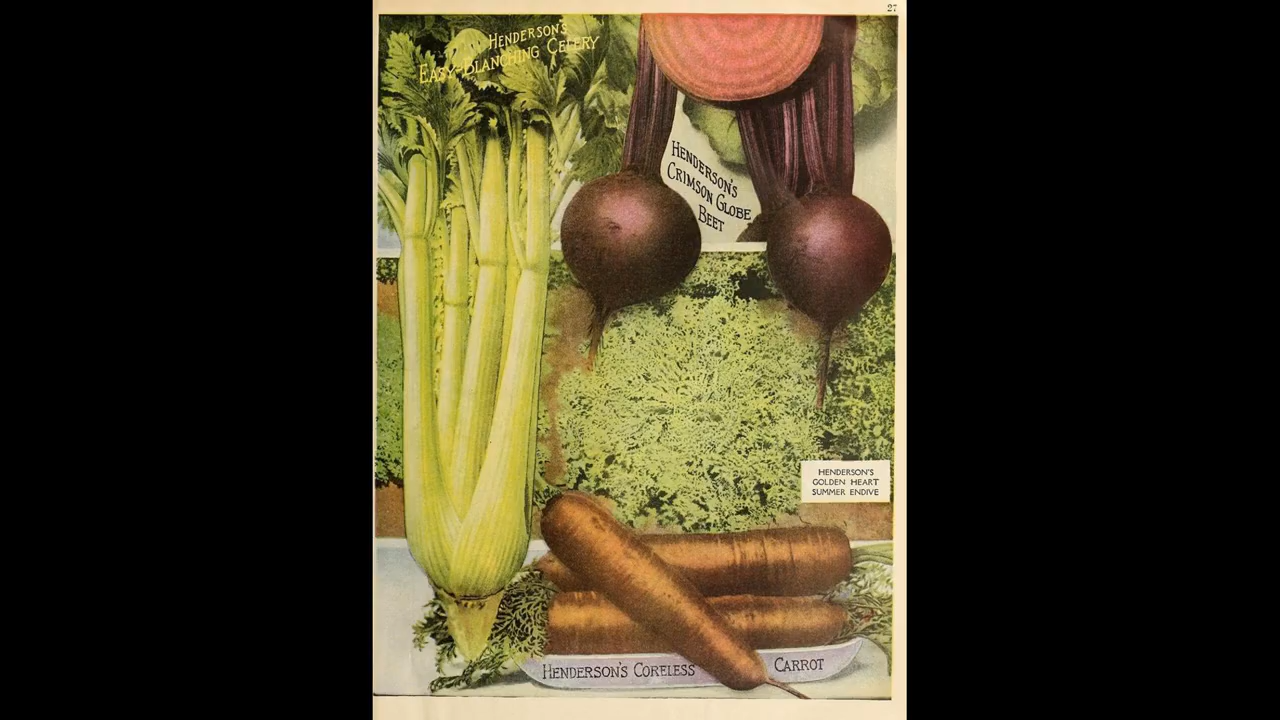 27
HENDERSON'S
EASY-BLANCHING CELERY
HENDERSON'S
CRIMSON GLOBE
BEET
HENDERSON'S
GOLDEN HEART
SUMMER ENDIVE
HENDERSON'S CORELESS CARROT